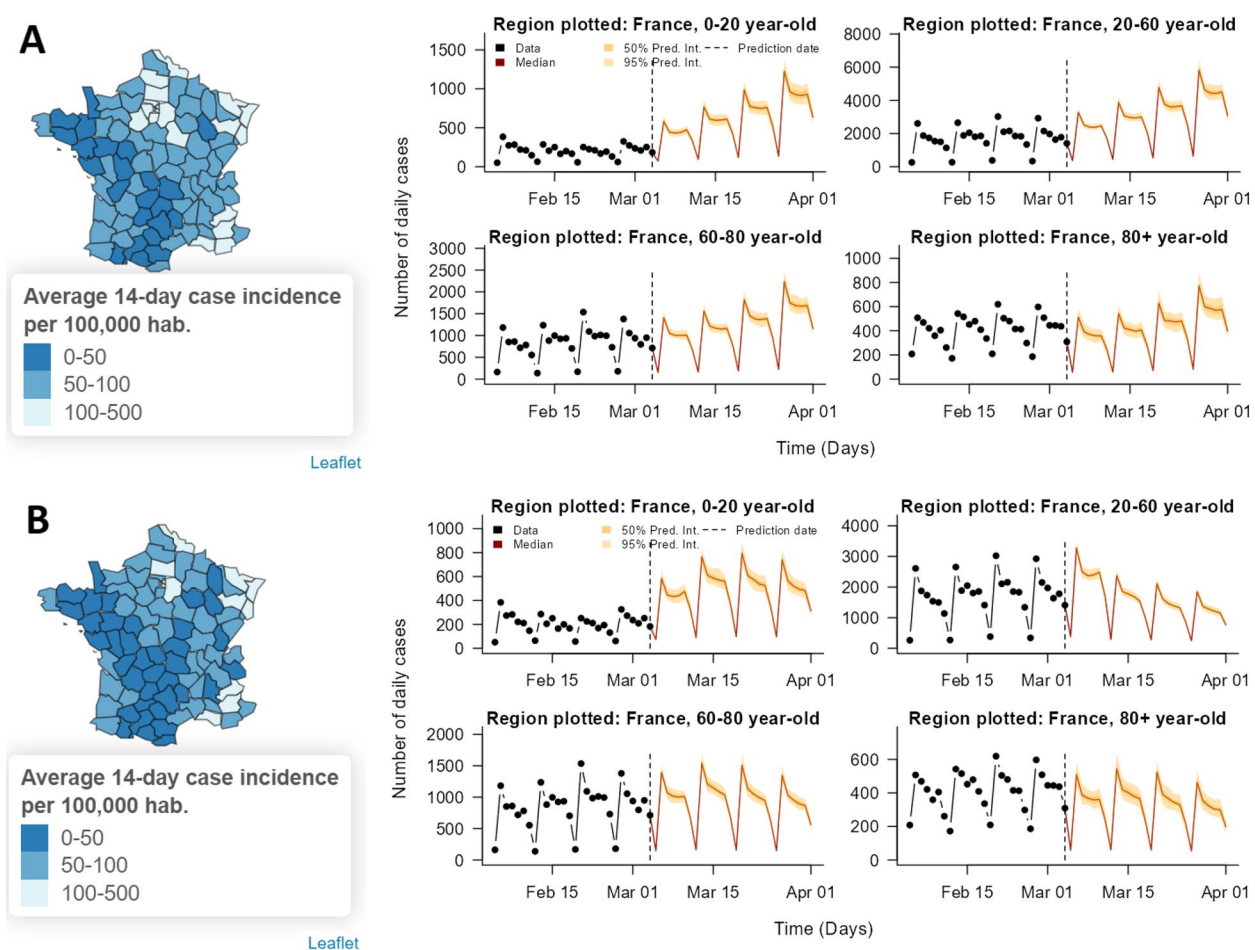 A
Average 14-day case incidence
per 100,000 hab.
0-50
50-100
100-500
Leaflet
Number of daily cases
Region plotted: France, 0-20 year-old
Data
Median
50% Pred. Int.
95% Pred. Int.
Prediction date
1500
1000
500
0
Feb 15 Mar 01 Mar 15 Apr 01
Region plotted: France, 20-60 year-old
8000
6000
4000
2000
0
Feb 15 Mar 01 Mar 15 Apr 01
Region plotted: France, 60-80 year-old
3000
2500
2000
1500
1000
500
0
Feb 15 Mar 01 Mar 15 Apr 01
Region plotted: France, 80+ year-old
1000
800
600
400
200
0
Feb 15 Mar 01 Mar 15 Apr 01
Time (Days)
B
Average 14-day case incidence
per 100,000 hab.
0-50
50-100
100-500
Leaflet
Number of daily cases
Region plotted: France, 0-20 year-old
Data
Median
50% Pred. Int.
95% Pred. Int.
Prediction date
1000
800
600
400
200
0
Feb 15 Mar 01 Mar 15 Apr 01
Region plotted: France, 20-60 year-old
4000
3000
2000
1000
0
Feb 15 Mar 01 Mar 15 Apr 01
Region plotted: France, 60-80 year-old
2000
1500
1000
500
0
Feb 15 Mar 01 Mar 15 Apr 01
Region plotted: France, 80+ year-old
600
400
200
0
Feb 15 Mar 01 Mar 15 Apr 01
Time (Days)